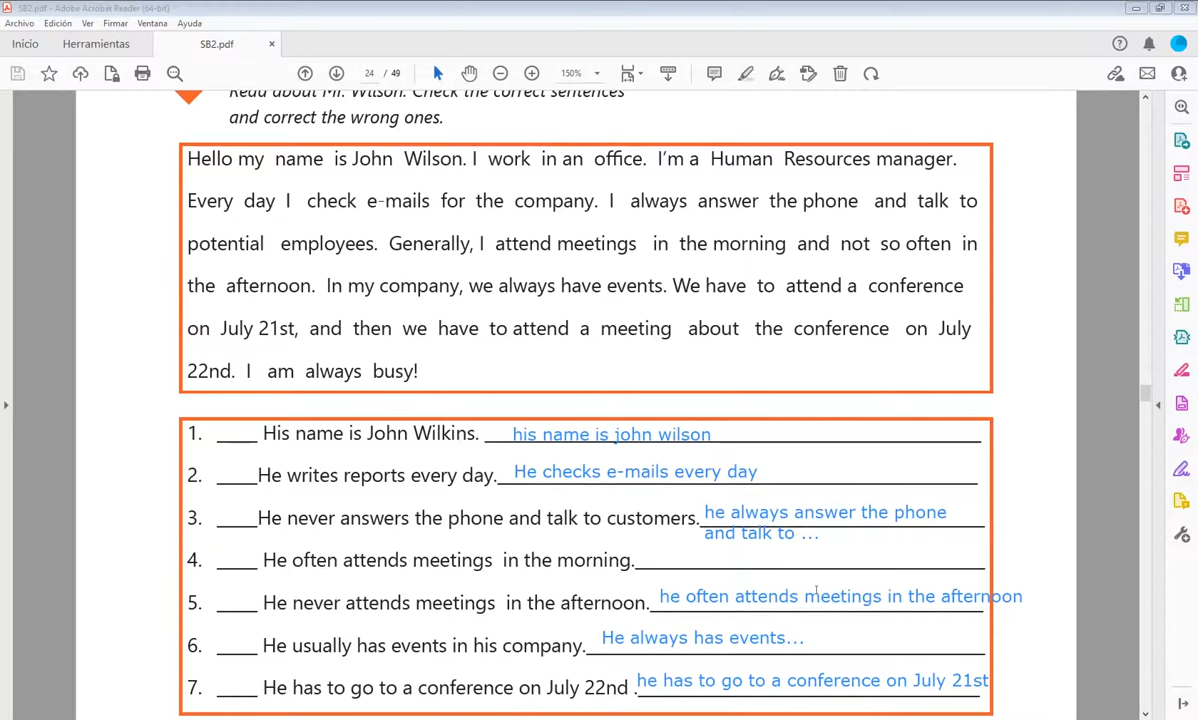 SB2.pdf - Adobe Acrobat Reader (64-bit)
Archivo Edición Ver Firmar Ventana Ayuda
Inicio Herramientas SB2.pdf ×
24 / 49 150%
Read about Mr. Wilson. Check the correct sentences
and correct the wrong ones.
Hello my name is John Wilson. I work in an office. I'm a Human Resources manager.
Every day I check e-mails for the company. I always answer the phone and talk to
potential employees. Generally, I attend meetings in the morning and not so often in
the afternoon. In my company, we always have events. We have to attend a conference
on July 21st, and then we have to attend a meeting about the conference on July
22nd. I am always busy!
1. ____ His name is John Wilkins. his name is john wilson
2. ____He writes reports every day. He checks e-mails every day
3. ____He never answers the phone and talk to customers. he always answer the phone
and talk to ...
4. ____ He often attends meetings in the morning.
5. ____ He never attends meetings in the afternoon. he often attends meetings in the afternoon
6. ____ He usually has events in his company. He always has events...
7. ____ He has to go to a conference on July 22nd . he has to go to a conference on July 21st